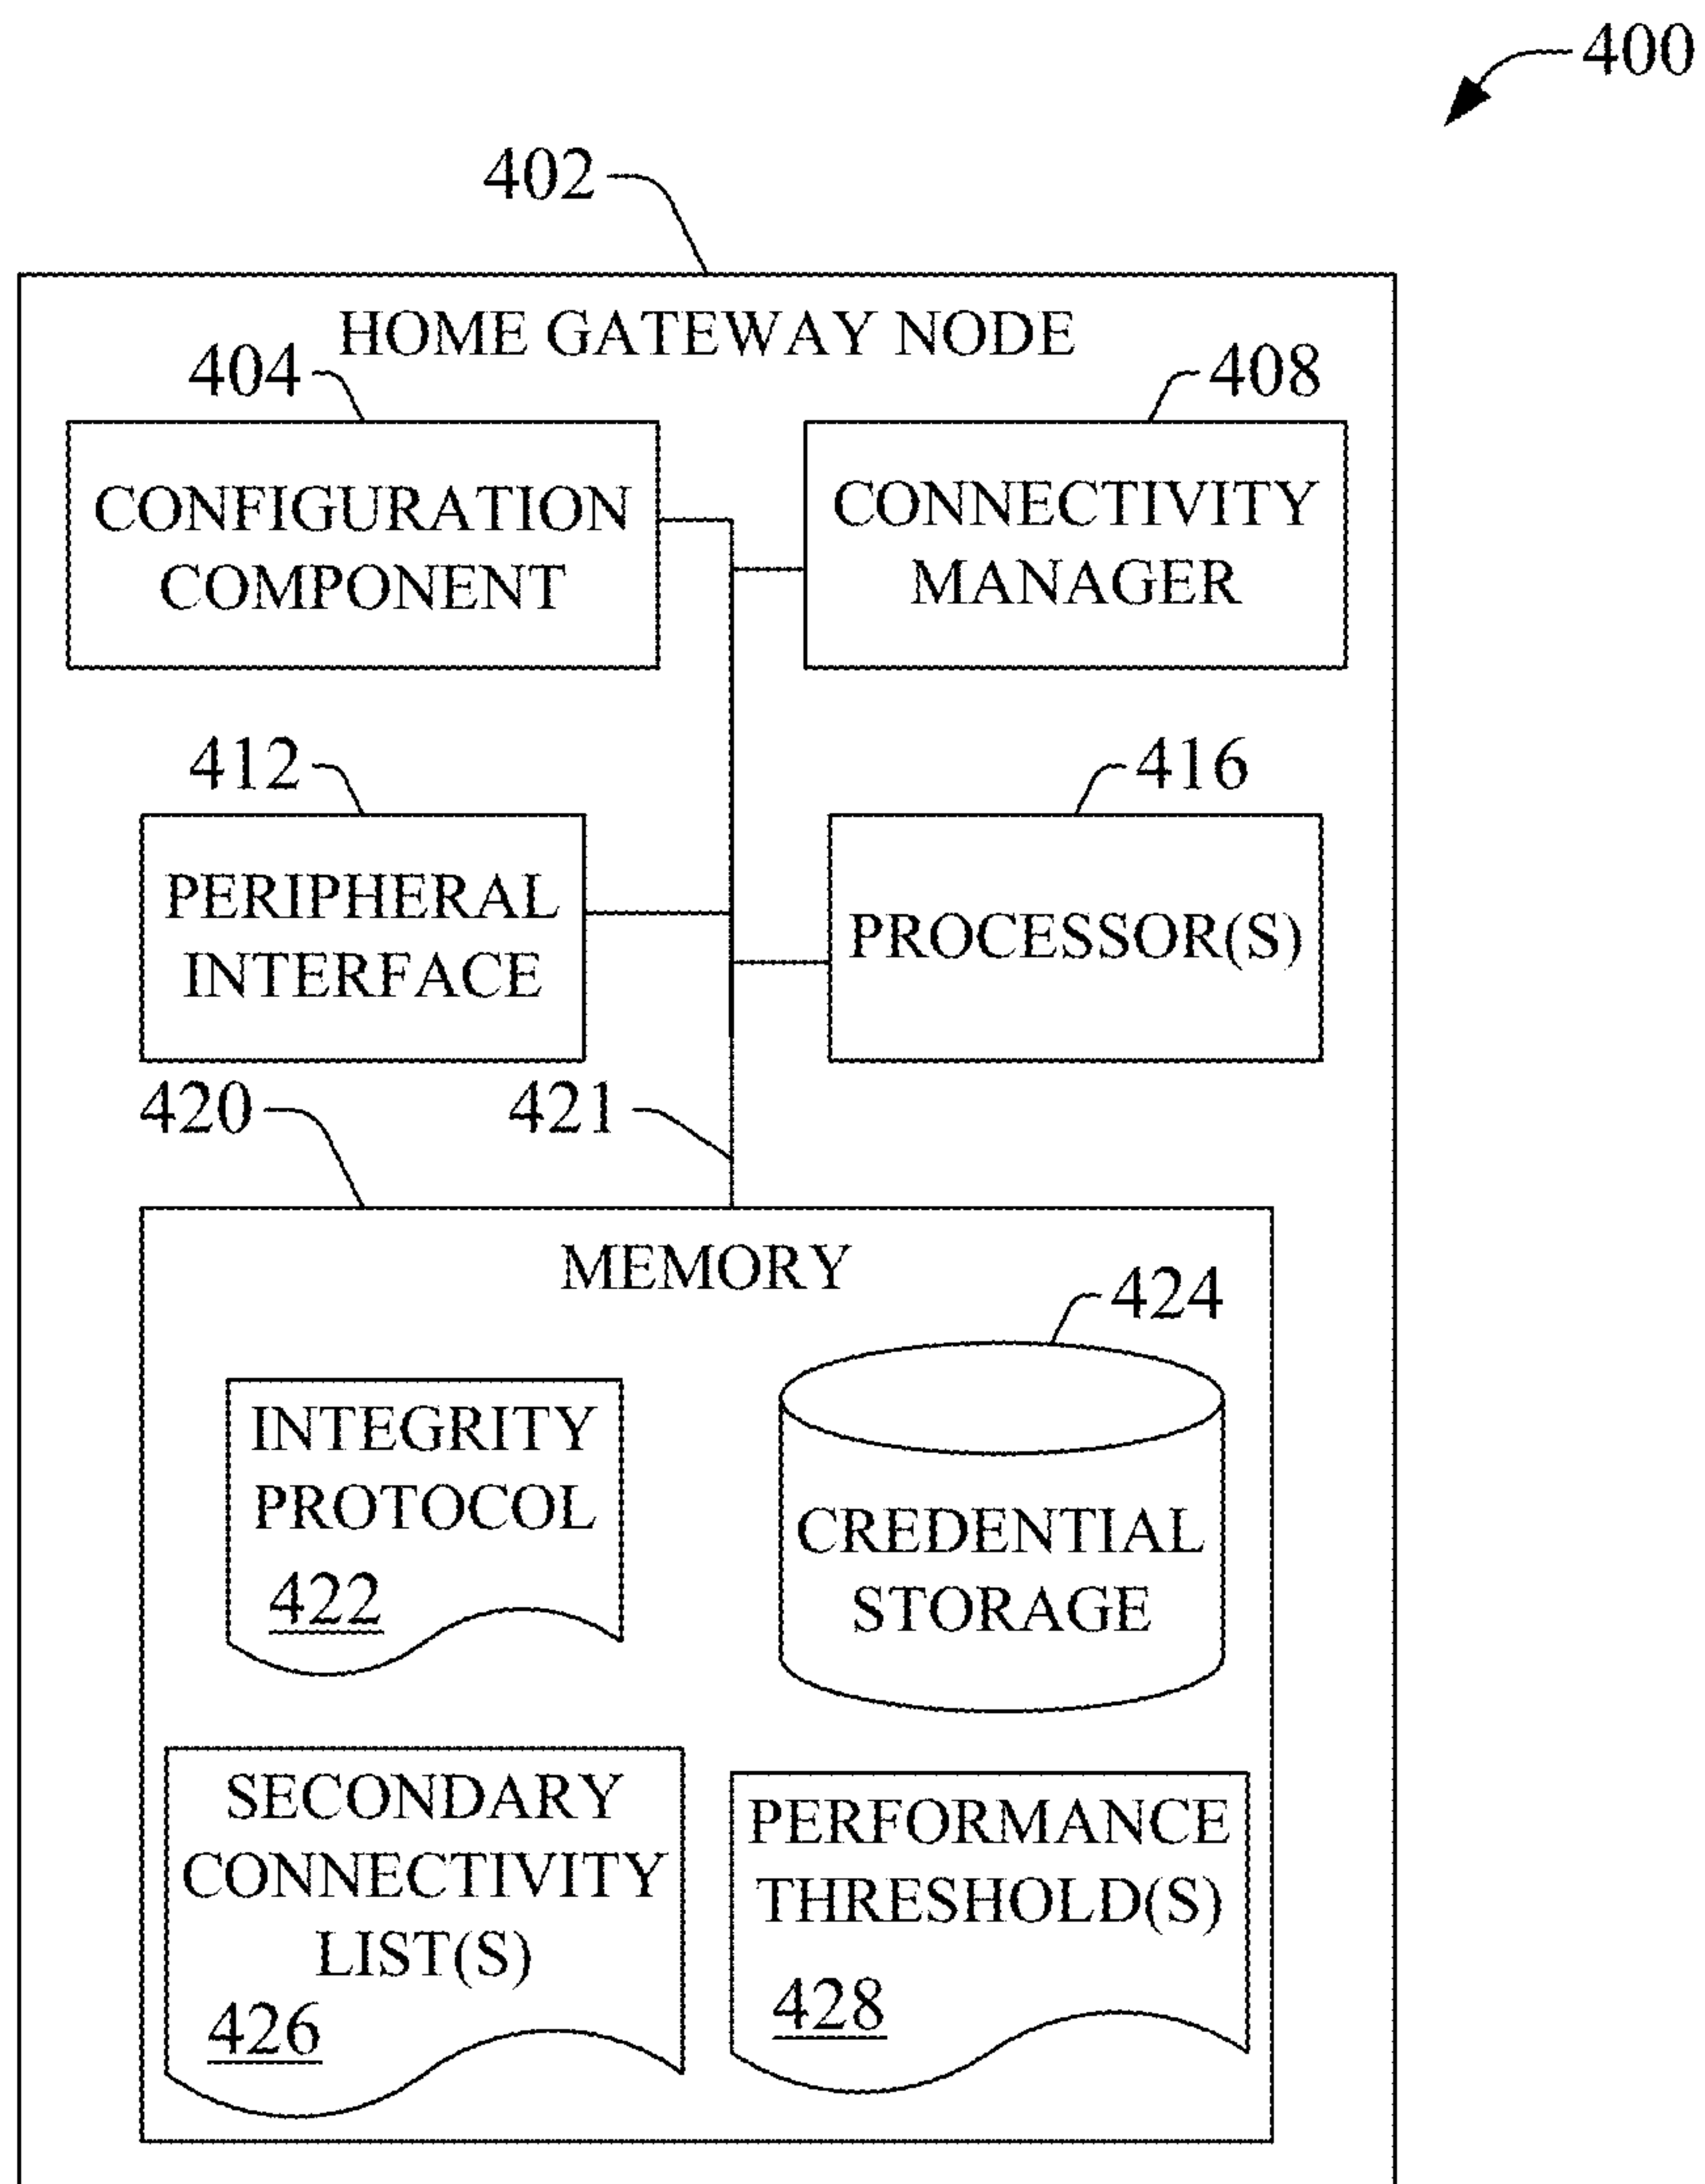 400
402
HOME GATEWAY NODE
404
408
CONFIGURATION
COMPONENT
CONNECTIVITY
MANAGER
412
416
PERIPHERAL
INTERFACE
PROCESSOR(S)
420
421
MEMORY
424
INTEGRITY
PROTOCOL
422
CREDENTIAL
STORAGE
SECONDARY
CONNECTIVITY
LIST(S)
426
PERFORMANCE
THRESHOLD(S)
428